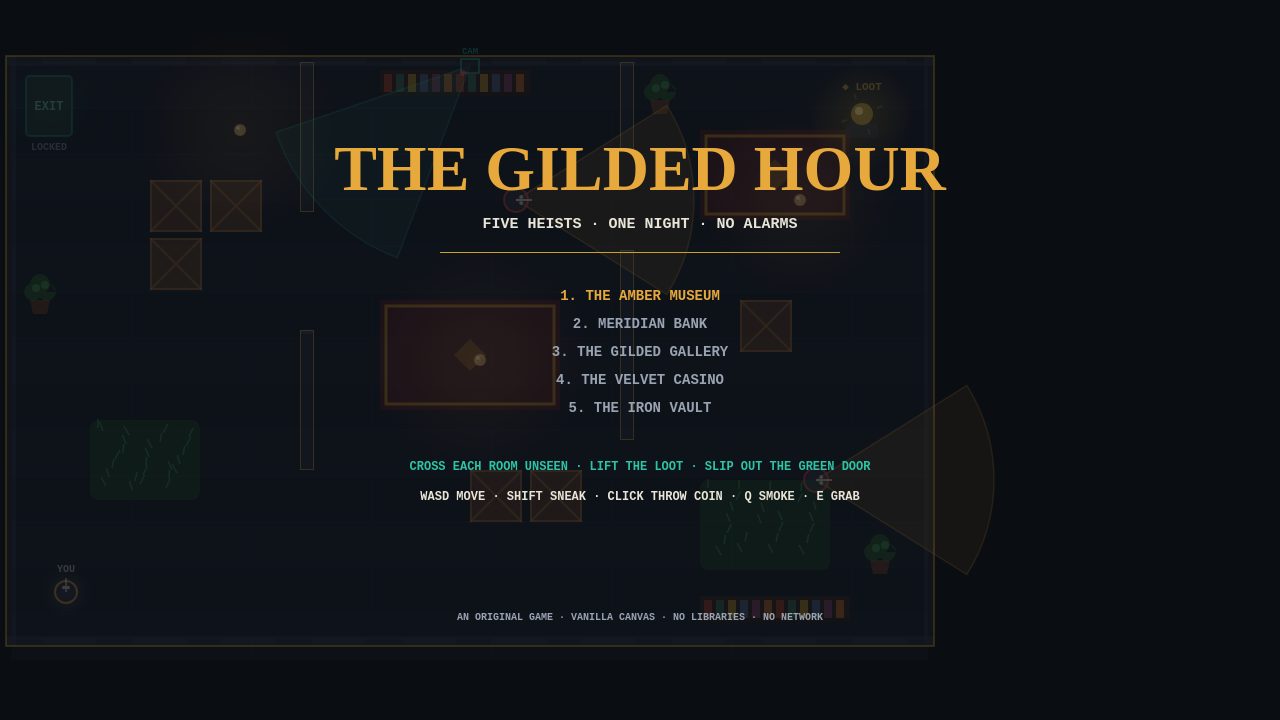 CAM
EXIT
LOCKED
◆ LOOT
THE GILDED HOUR
FIVE HEISTS · ONE NIGHT · NO ALARMS
1. THE AMBER MUSEUM
2. MERIDIAN BANK
3. THE GILDED GALLERY
4. THE VELVET CASINO
5. THE IRON VAULT
CROSS EACH ROOM UNSEEN · LIFT THE LOOT · SLIP OUT THE GREEN DOOR
WASD MOVE · SHIFT SNEAK · CLICK THROW COIN · Q SMOKE · E GRAB
YOU
AN ORIGINAL GAME · VANILLA CANVAS · NO LIBRARIES · NO NETWORK